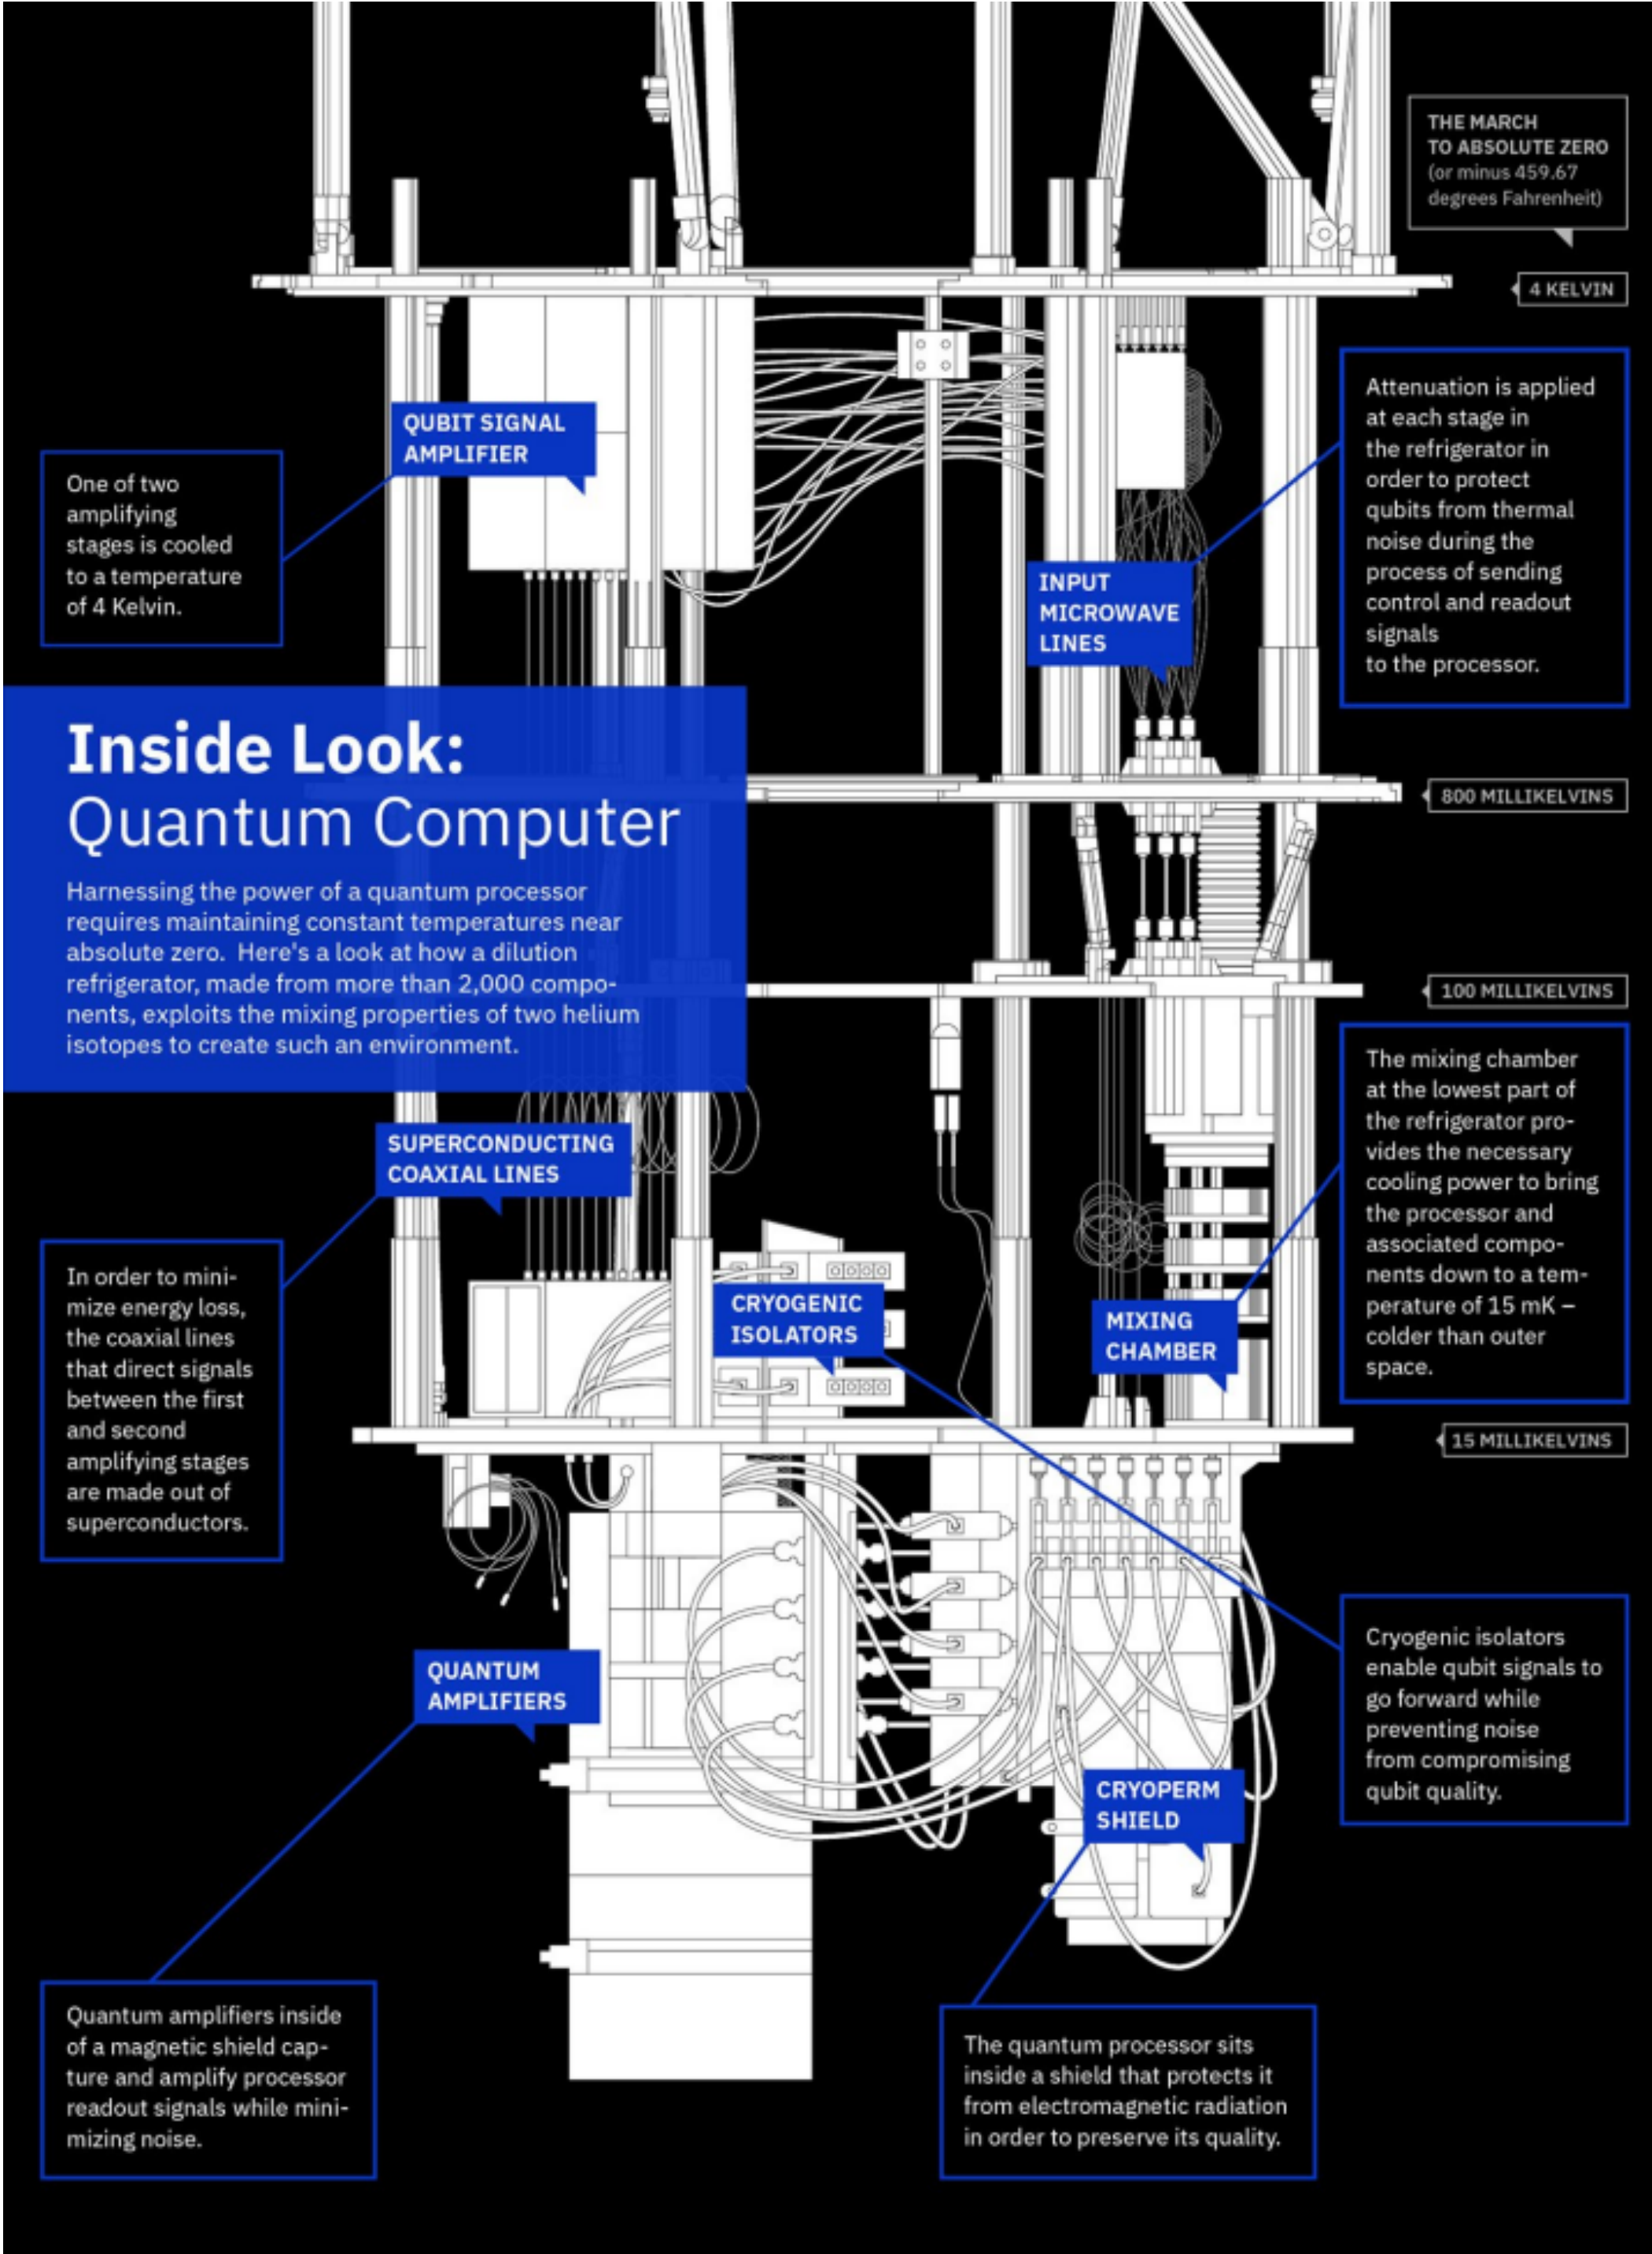 THE MARCH
TO ABSOLUTE ZERO
(or minus 459.67
degrees Fahrenheit)
4 KELVIN
QUBIT SIGNAL
AMPLIFIER
One of two
amplifying
stages is cooled
to a temperature
of 4 Kelvin.
Attenuation is applied
at each stage in
the refrigerator in
order to protect
qubits from thermal
noise during the
process of sending
control and readout
signals
to the processor.
INPUT
MICROWAVE
LINES
Inside Look:
Quantum Computer
Harnessing the power of a quantum processor
requires maintaining constant temperatures near
absolute zero. Here's a look at how a dilution
refrigerator, made from more than 2,000 compo-
nents, exploits the mixing properties of two helium
isotopes to create such an environment.
800 MILLIKELVINS
100 MILLIKELVINS
SUPERCONDUCTING
COAXIAL LINES
In order to mini-
mize energy loss,
the coaxial lines
that direct signals
between the first
and second
amplifying stages
are made out of
superconductors.
CRYOGENIC
ISOLATORS
MIXING
CHAMBER
The mixing chamber
at the lowest part of
the refrigerator pro-
vides the necessary
cooling power to bring
the processor and
associated compo-
nents down to a tem-
perature of 15 mK –
colder than outer
space.
15 MILLIKELVINS
Cryogenic isolators
enable qubit signals to
go forward while
preventing noise
from compromising
qubit quality.
QUANTUM
AMPLIFIERS
CRYOPERM
SHIELD
Quantum amplifiers inside
of a magnetic shield cap-
ture and amplify processor
readout signals while mini-
mizing noise.
The quantum processor sits
inside a shield that protects it
from electromagnetic radiation
in order to preserve its quality.